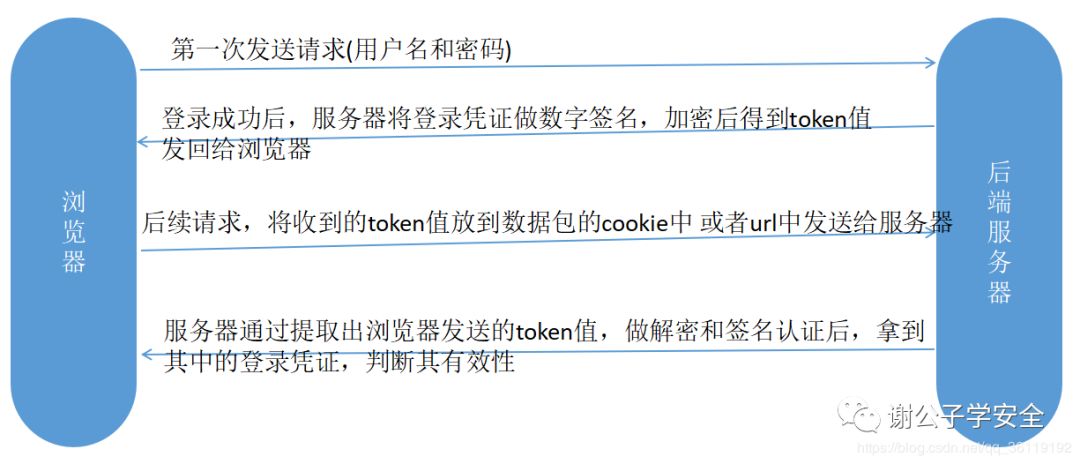 第一次发送请求(用户名和密码)
登录成功后，服务器将登录凭证做数字签名，加密后得到token值
发回给浏览器
浏览器
后端服务器
后续请求，将收到的token值放到数据包的cookie中 或者url中发送给服务器
服务器通过提取出浏览器发送的token值，做解密和签名认证后，拿到
其中的登录凭证，判断其有效性
谢公子学安全
https://blog.csdn.net/qq_36119192